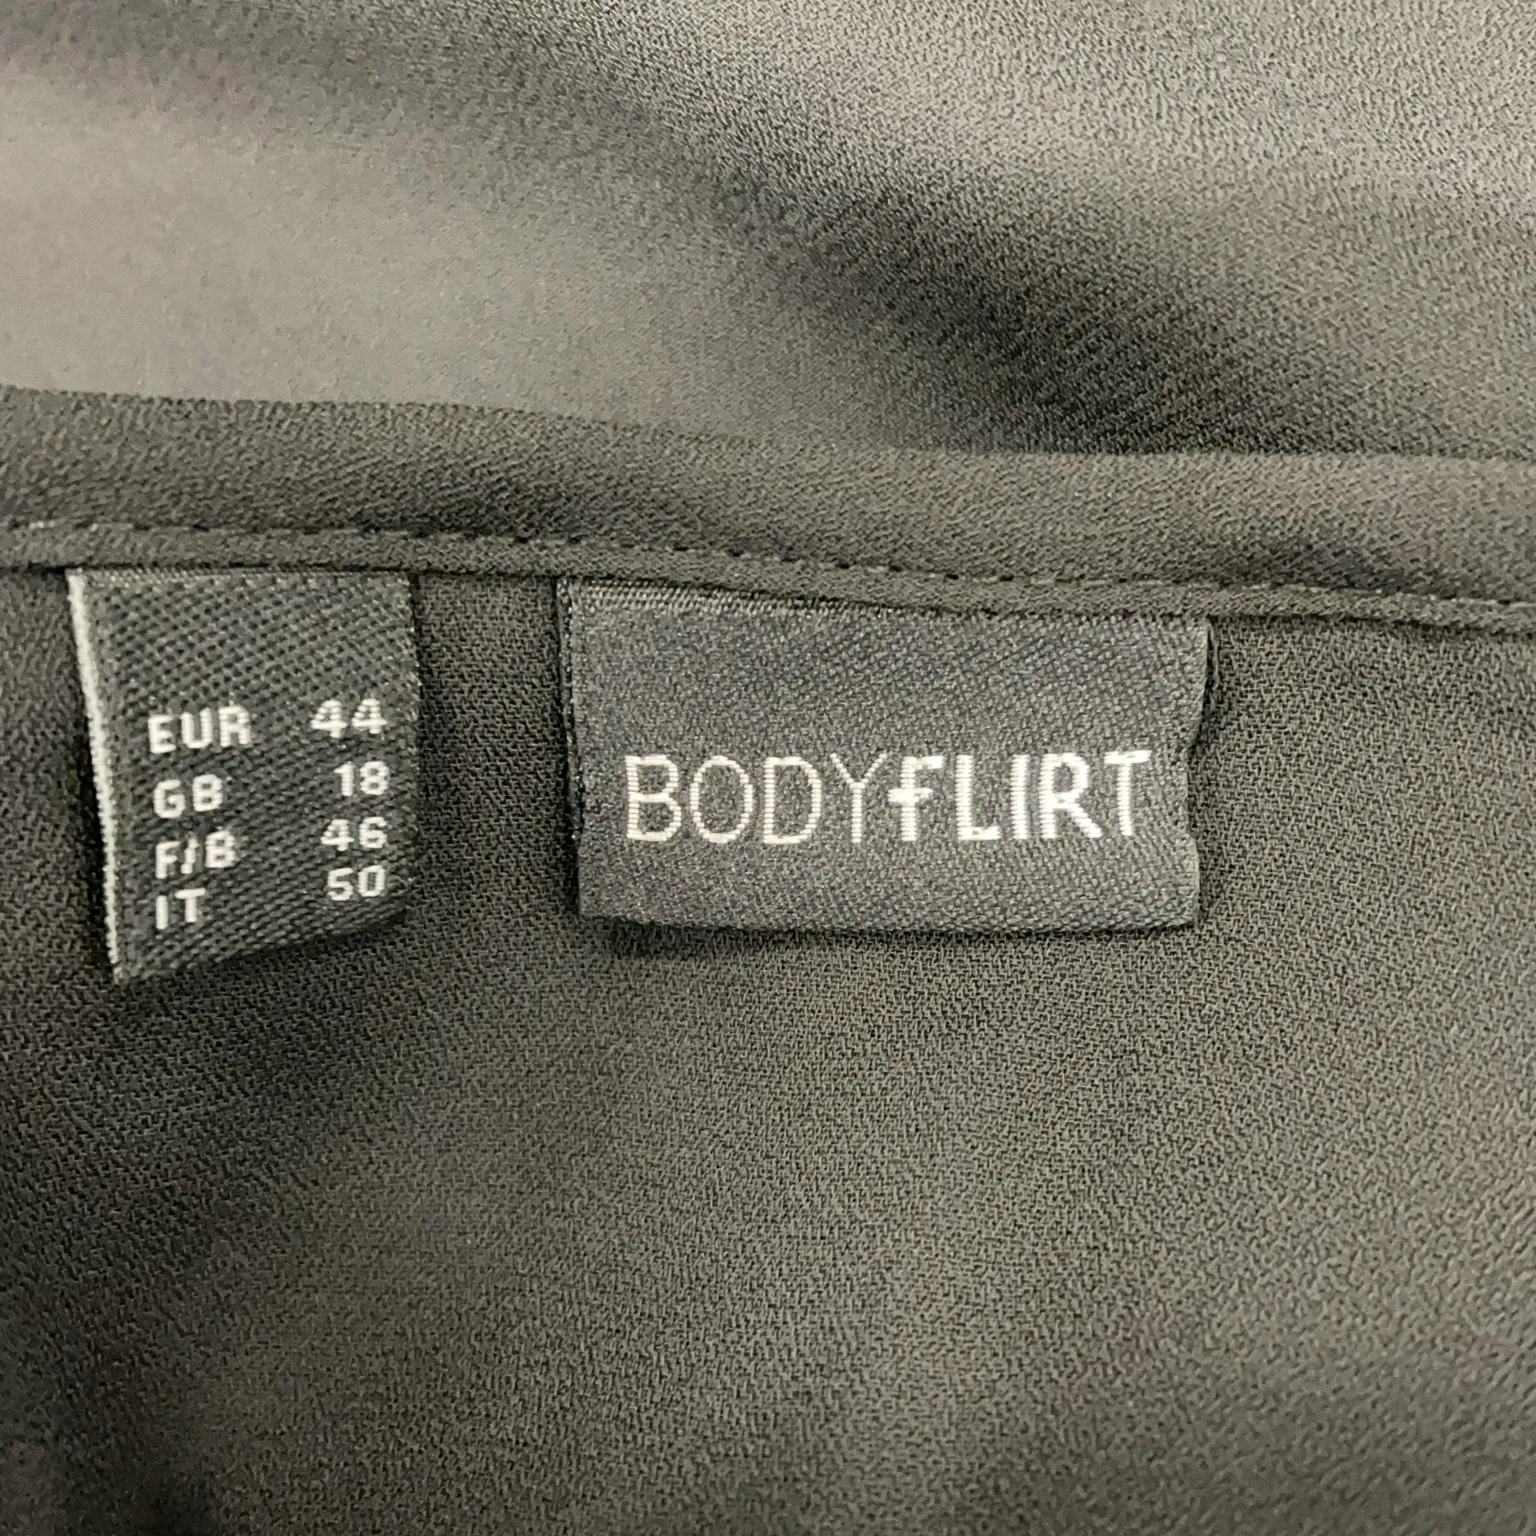 EUR 44
GB 18
F/B 46
IT 50
BODYFLIRT